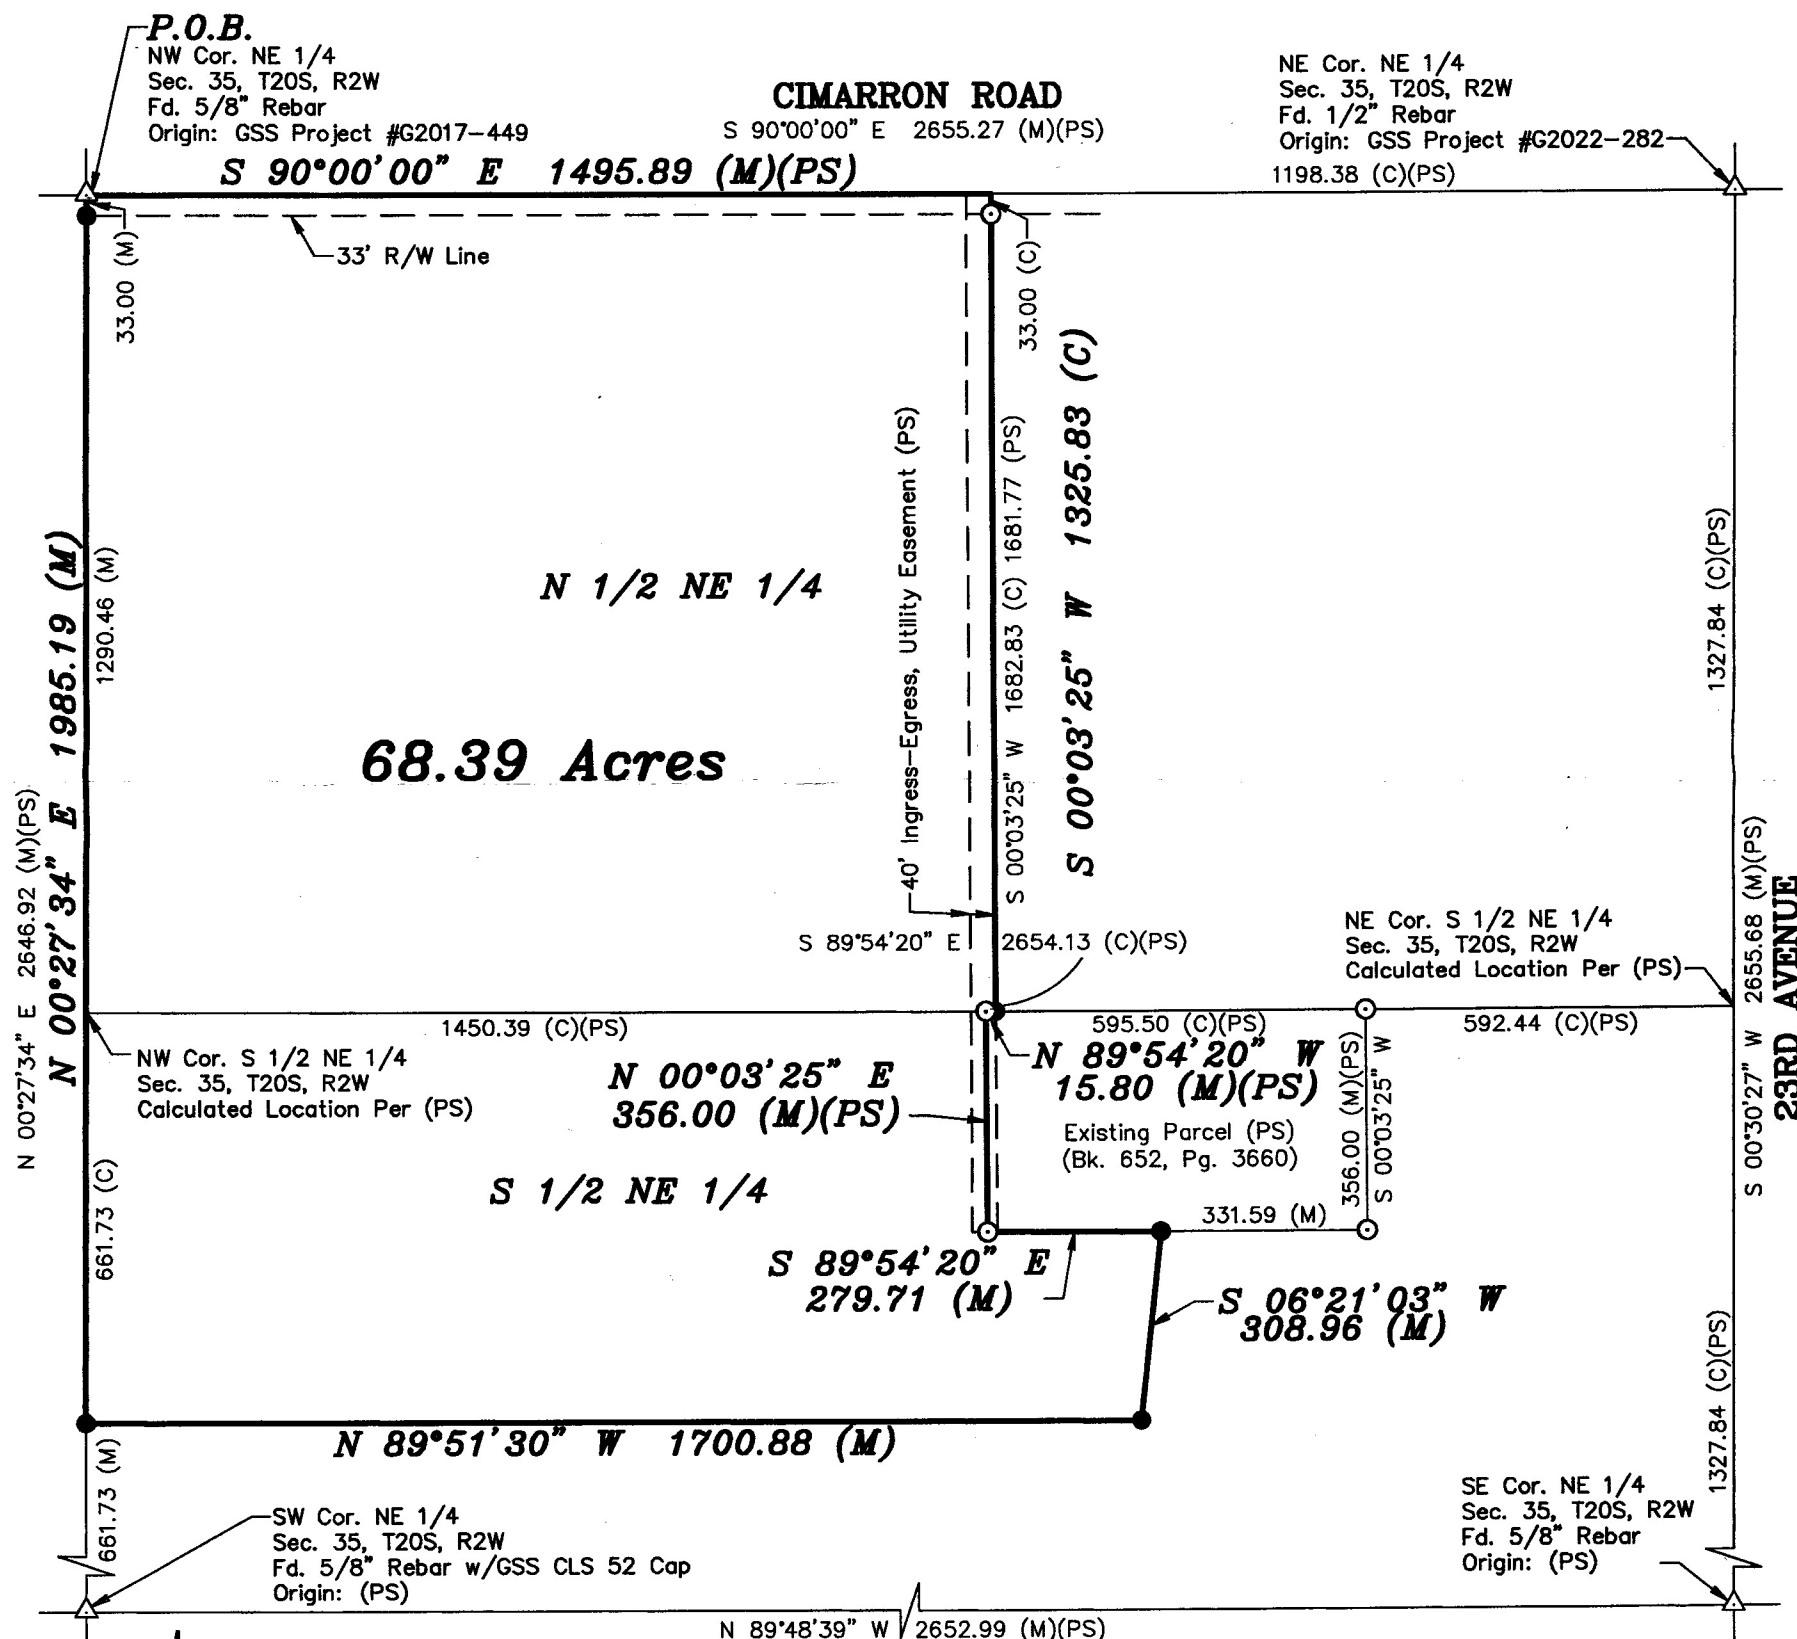 P.O.B.
NW Cor. NE 1/4
Sec. 35, T20S, R2W
Fd. 5/8" Rebar
Origin: GSS Project #G2017-449
CIMARRON ROAD
S 90°00'00" E 2655.27 (M)(PS)
NE Cor. NE 1/4
Sec. 35, T20S, R2W
Fd. 1/2" Rebar
Origin: GSS Project #G2022-282
S 90°00'00" E 1495.89 (M)(PS)
1198.38 (C)(PS)
33.00 (M)
33' R/W Line
33.00 (C)
S 00°03'25" W 1325.83 (C)
S 00°03'25" W 1682.83 (C) 1681.77 (PS)
40' Ingress-Egress, Utility Easement (PS)
1327.84 (C)(PS)
N 00°27'34" E 1985.19 (M)
1290.46 (M)
N 1/2 NE 1/4
68.39 Acres
N 00°27'34" E 2646.92 (M)(PS)
S 89°54'20" E 2654.13 (C)(PS)
NE Cor. S 1/2 NE 1/4
Sec. 35, T20S, R2W
Calculated Location Per (PS)
S 00°30'27" W 2655.68 (M)(PS)
23RD AVENUE
1450.39 (C)(PS)
595.50 (C)(PS)
592.44 (C)(PS)
NW Cor. S 1/2 NE 1/4
Sec. 35, T20S, R2W
Calculated Location Per (PS)
N 00°03'25" E
356.00 (M)(PS)
N 89°54'20" W
15.80 (M)(PS)
Existing Parcel (PS)
(Bk. 652, Pg. 3660)
356.00 (M)(PS)
S 00°03'25" W
661.73 (C)
S 1/2 NE 1/4
331.59 (M)
S 89°54'20" E
279.71 (M)
S 06°21'03" W
308.96 (M)
1327.84 (C)(PS)
N 89°51'30" W 1700.88 (M)
661.73 (M)
SW Cor. NE 1/4
Sec. 35, T20S, R2W
Fd. 5/8" Rebar w/GSS CLS 52 Cap
Origin: (PS)
SE Cor. NE 1/4
Sec. 35, T20S, R2W
Fd. 5/8" Rebar
Origin: (PS)
N 89°48'39" W 2652.99 (M)(PS)